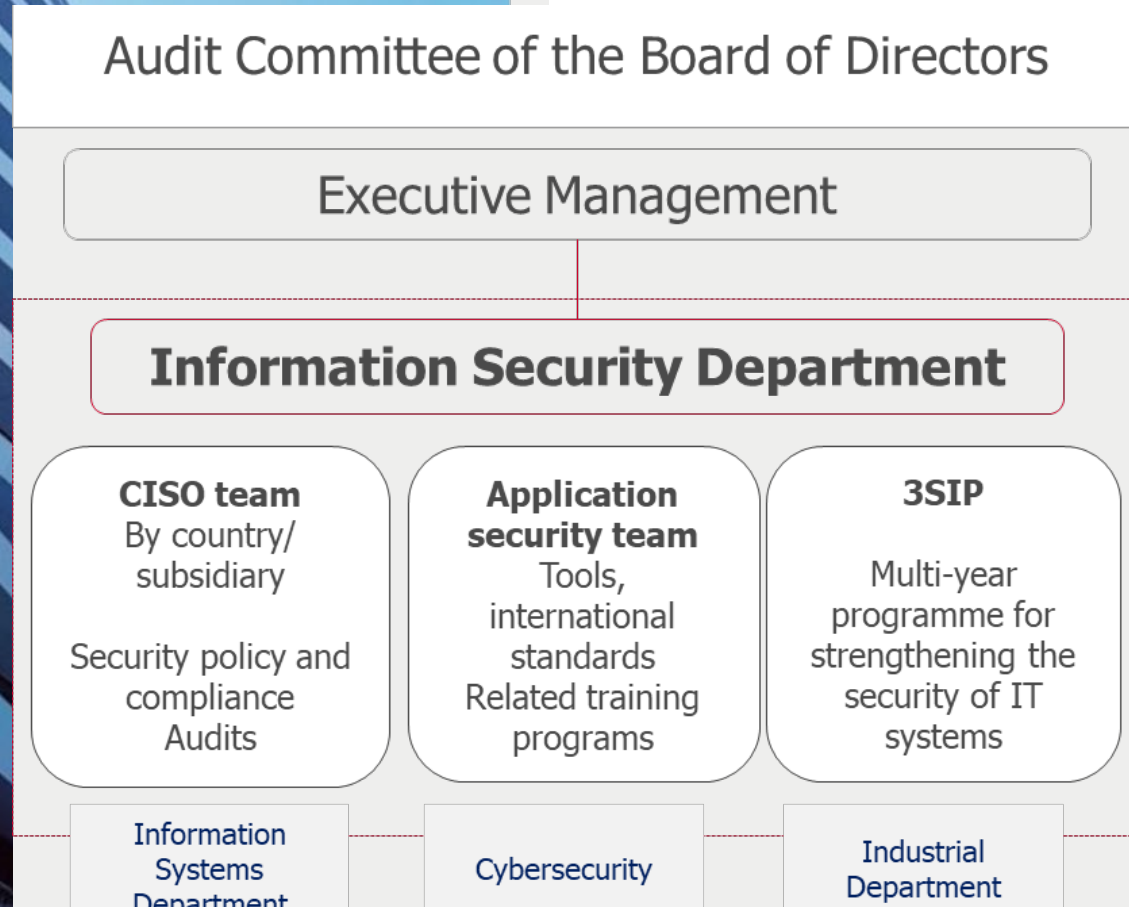 Audit Committee of the Board of Directors
Executive Management
Information Security Department
CISO team
By country/
subsidiary
Security policy and
compliance
Audits
Application
security team
Tools,
international
standards
Related training
programs
3SIP
Multi-year
programme for
strengthening the
security of IT
systems
Information
Systems
Department
Cybersecurity
Industrial
Department